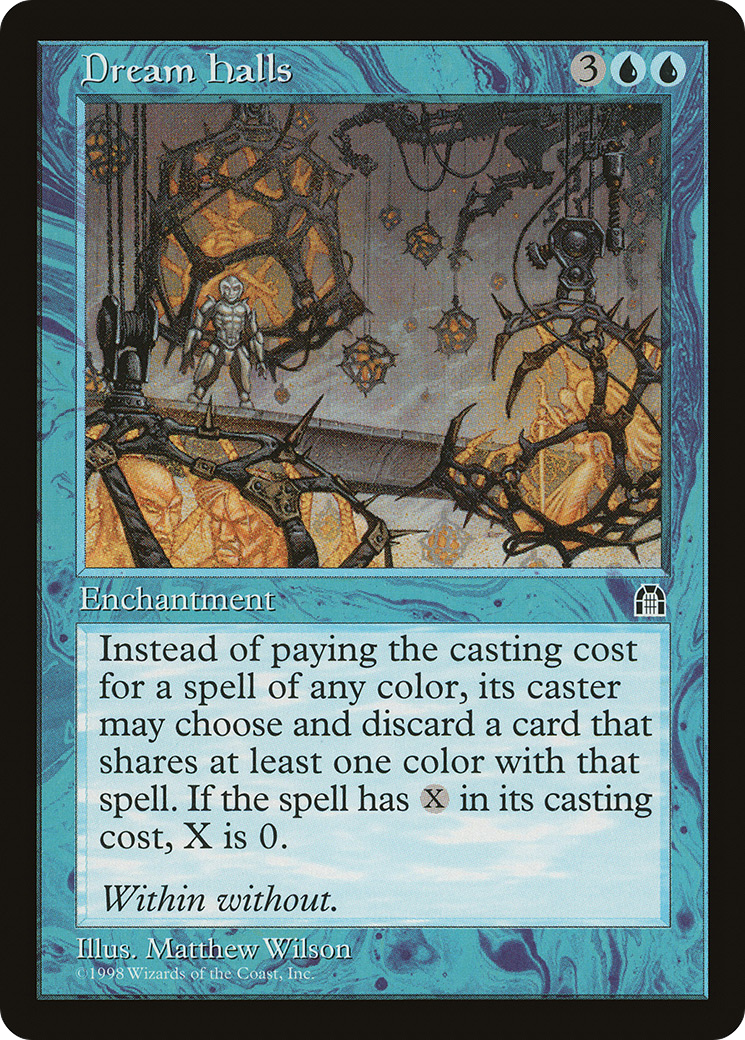 Dream Halls
3
Enchantment
Instead of paying the casting cost
for a spell of any color, its caster
may choose and discard a card that
shares at least one color with that
spell. If the spell has X in its casting
cost, X is 0.
Within without.
Illus. Matthew Wilson
©1998 Wizards of the Coast, Inc.